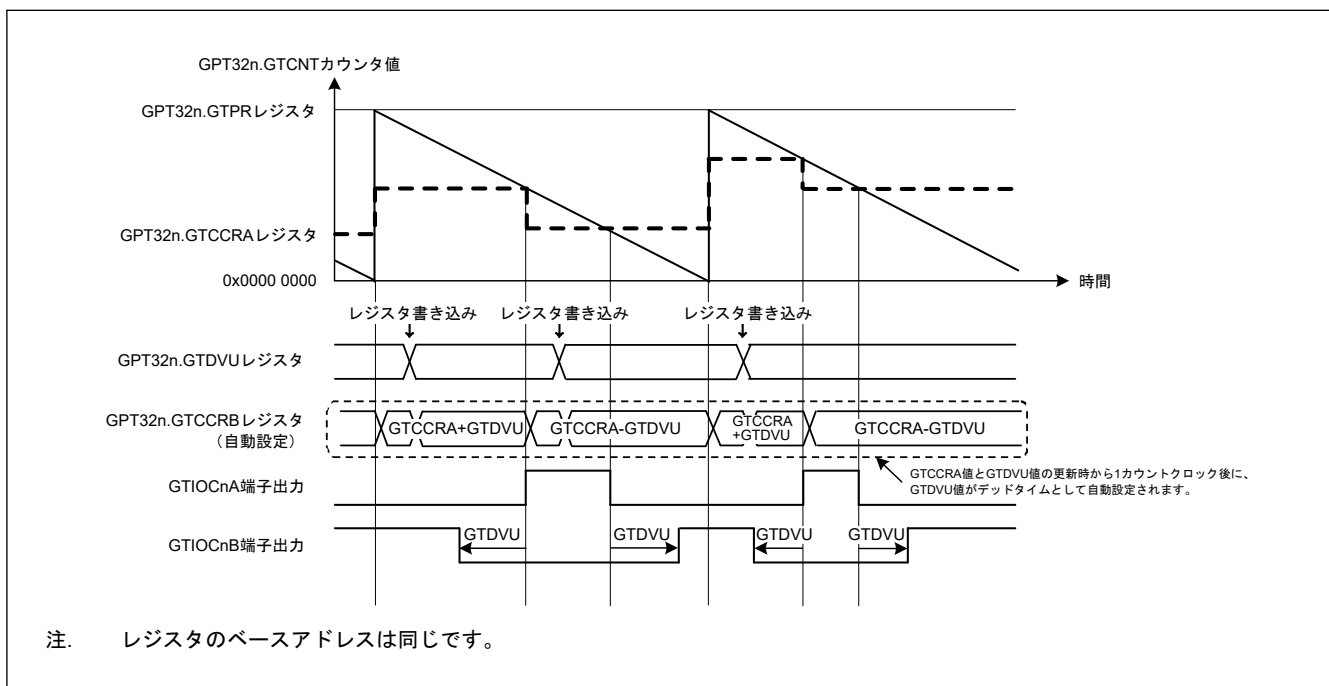 GPT32n.GTCNTカウンタ値
GPT32n.GTPRレジスタ
GPT32n.GTCCRAレジスタ
0x0000 0000
時間
レジスタ書き込み レジスタ書き込み レジスタ書き込み
GPT32n.GTDVUレジスタ
GPT32n.GTCCRBレジスタ
（自動設定）
GTCCRA+GTDVU GTCCRA-GTDVU
GTCCRA
+GTDVU
GTCCRA-GTDVU
GTCCRA値とGTDVU値の更新時から1カウントクロック後に、
GTDVU値がデッドタイムとして自動設定されます。
GTIOCnA端子出力
GTIOCnB端子出力
GTDVU GTDVU GTDVU GTDVU
注. レジスタのベースアドレスは同じです。